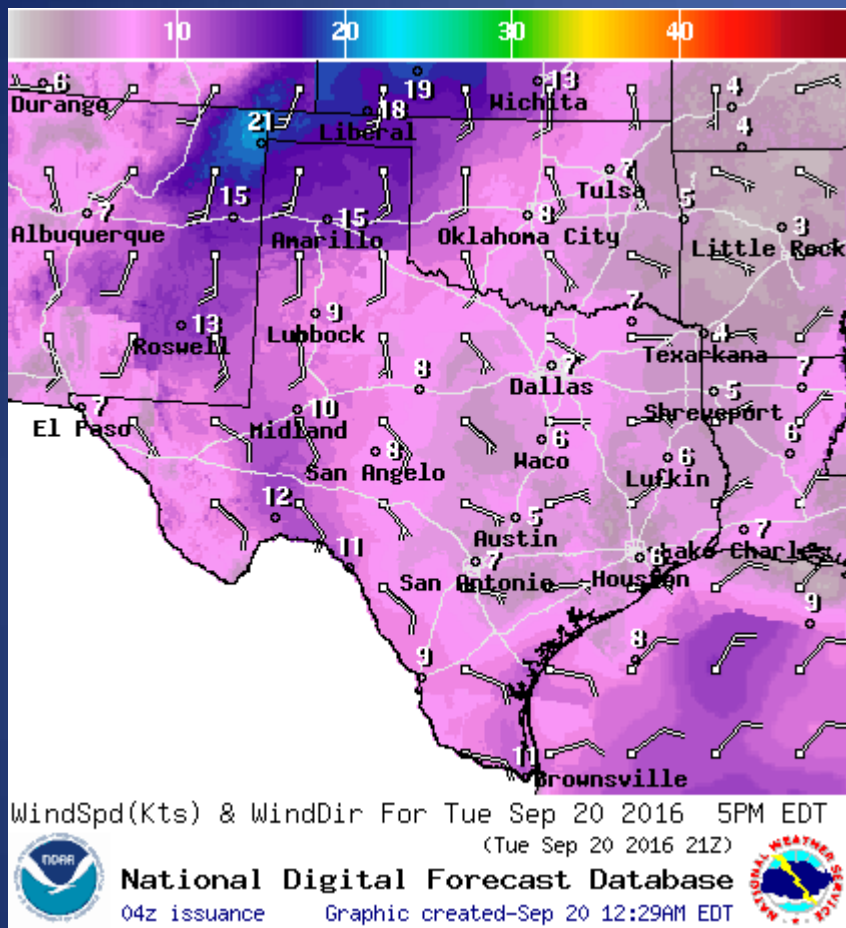 10 20 30 40
6 19 13 4
Durango 18 Wichita
21 Liberal 4
7
Tulsa
15 15 8 5 3
7
Albuquerque Amarillo Oklahoma City Little Rock
13 9 7
Roswell Lubbock Texarkana 4
7
Dallas
8 5 7
7 10 Shreveport
El Paso Midland
8 6 6 6
San Angelo Waco Lufkin
12 5 7
Austin
11 7 6 Lake Charles
San Antonio Houston
9
8
9
11
Brownsville
WindSpd(Kts) & WindDir For Tue Sep 20 2016 5PM EDT
(Tue Sep 20 2016 21Z)
NOAA
National Digital Forecast Database
04z issuance Graphic created-Sep 20 12:29AM EDT
NATIONAL WEATHER SERVICE